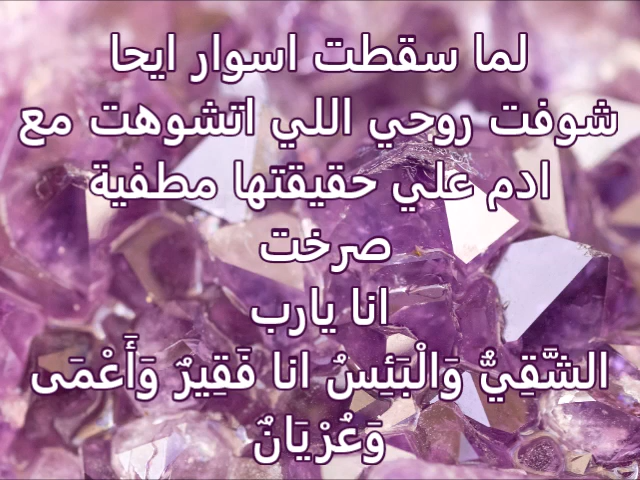 لما سقطت اسوار ايحا
شوفت روحي اللي اتشوهت مع
ادم علي حقيقتها مطفية
صرخت
انا يارب
الشَّقِيُّ وَالْبَئِسُ انا فَقِيرٌ وَأَعْمَى
وَعُرْيَانٌ